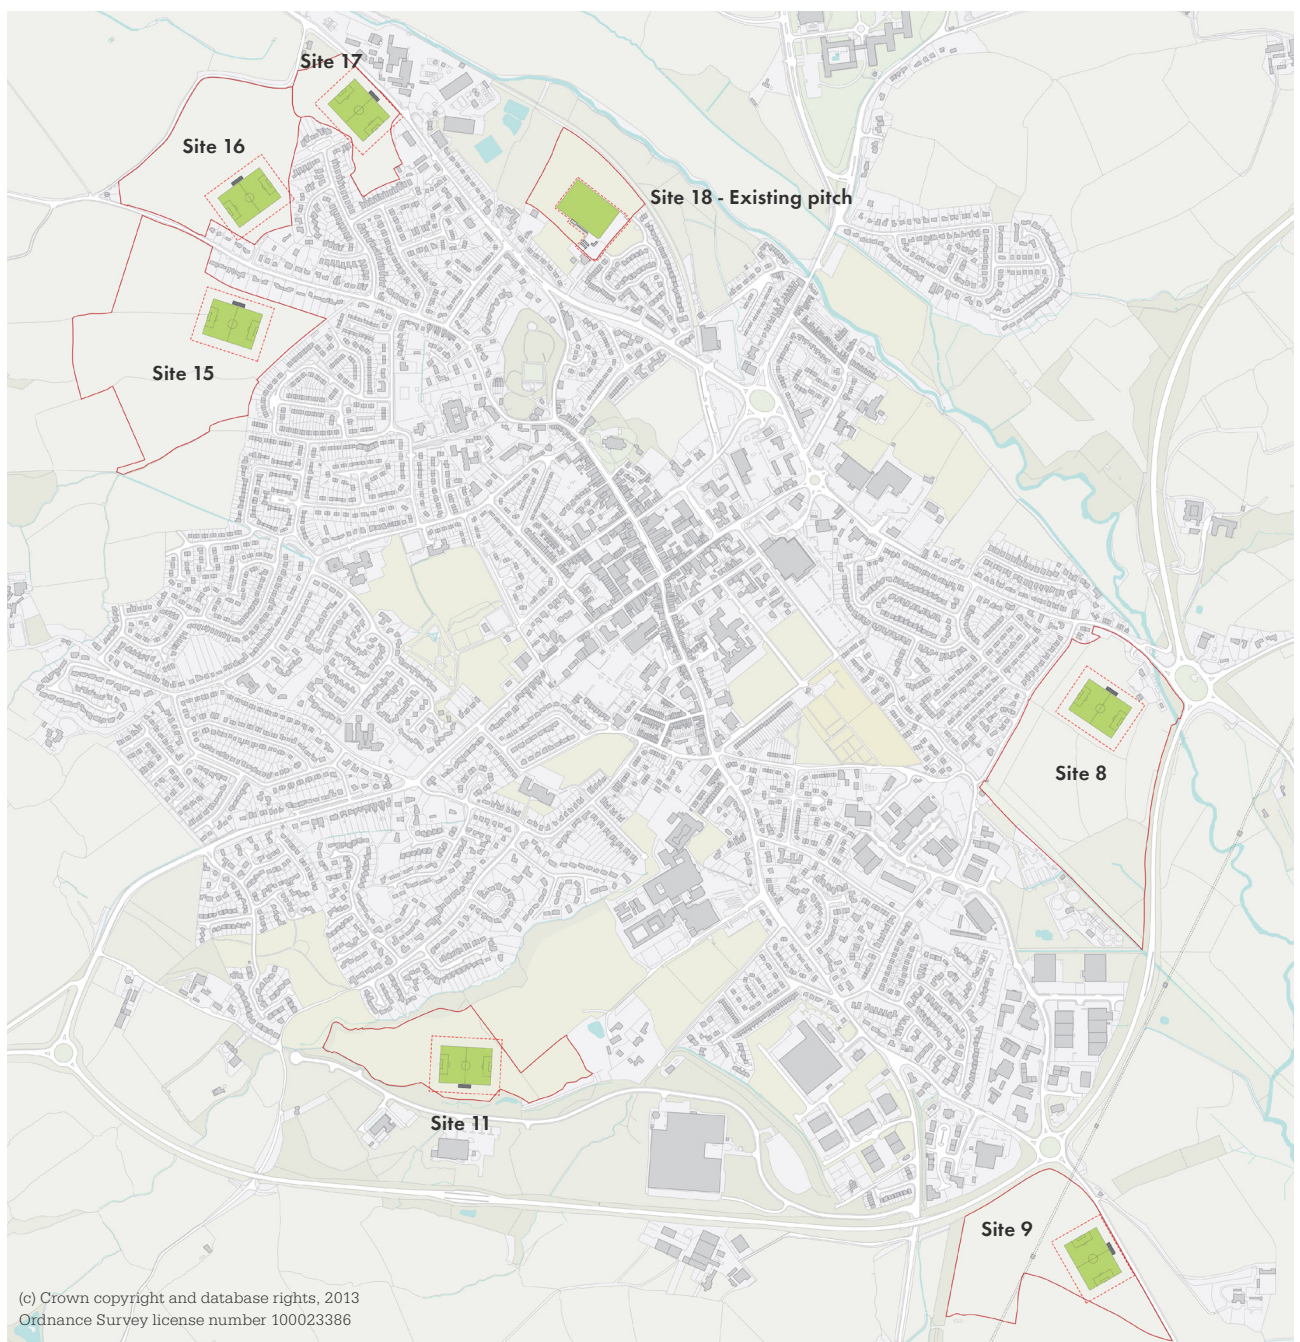 Site 17
Site 16
Site 18 - Existing pitch
Site 15
Site 8
Site 11
Site 9
(c) Crown copyright and database rights, 2013
Ordnance Survey license number 100023386